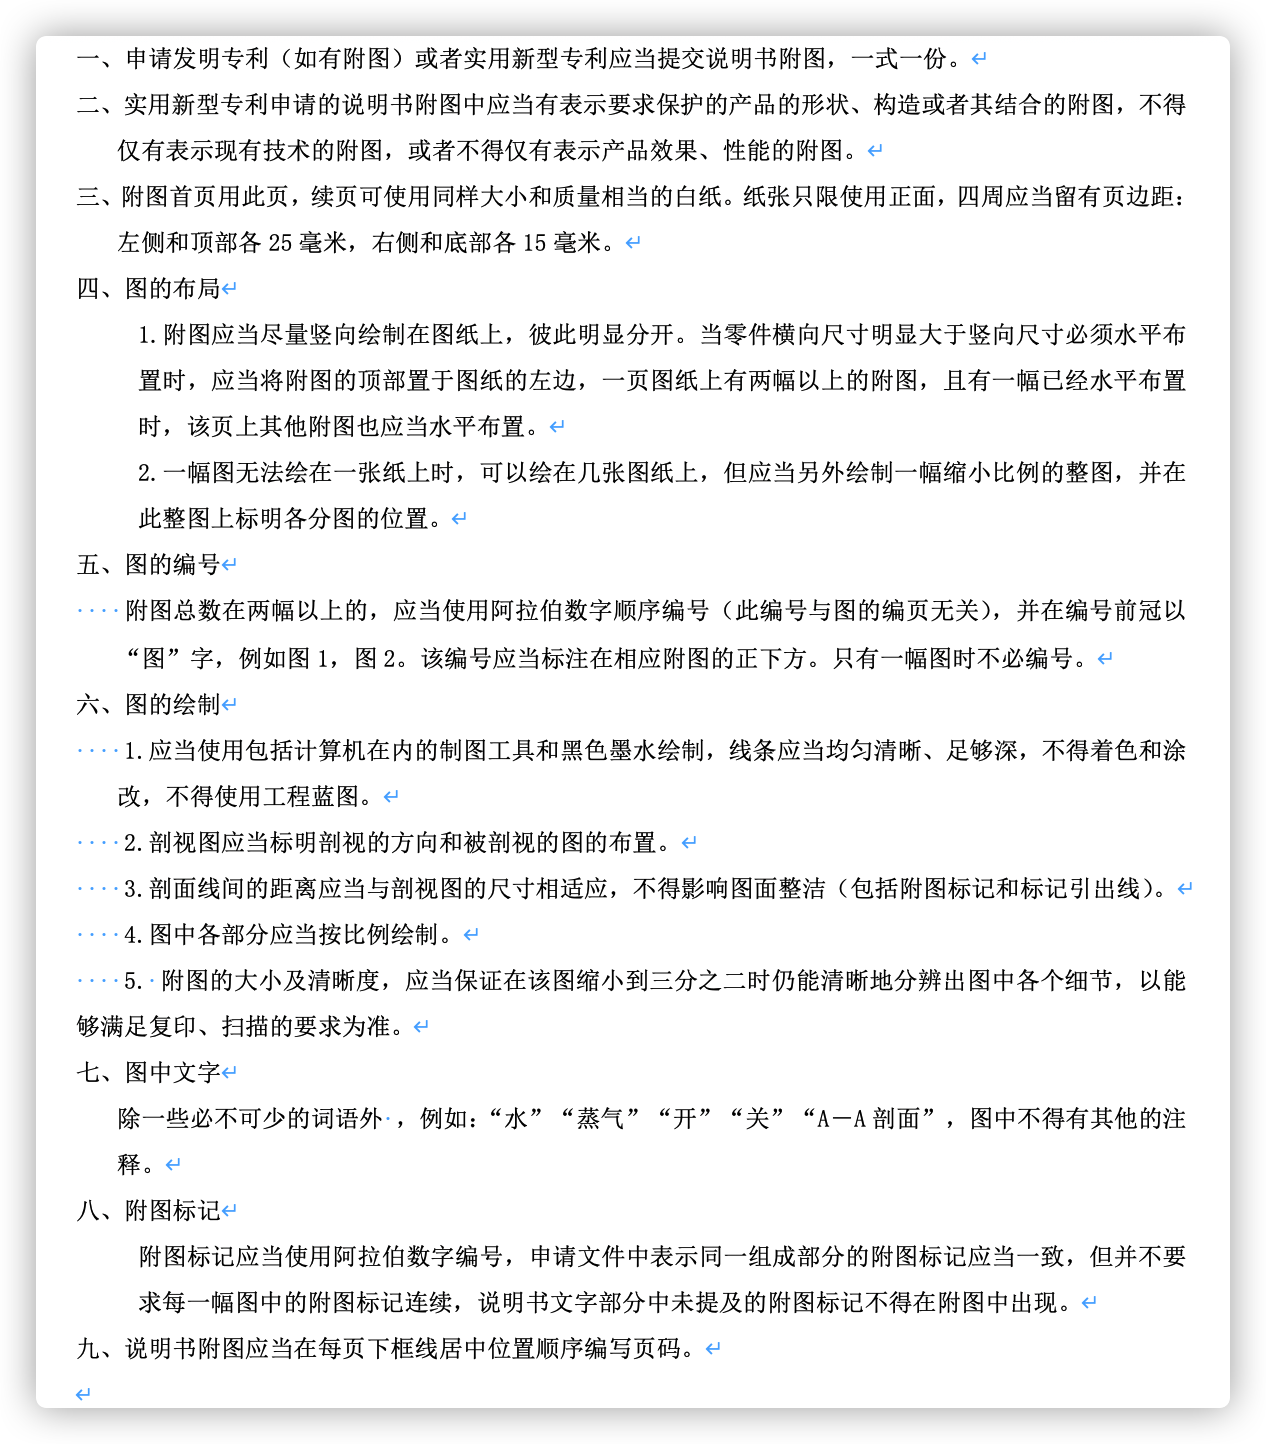 一、申请发明专利（如有附图）或者实用新型专利应当提交说明书附图，一式一份。
二、实用新型专利申请的说明书附图中应当有表示要求保护的产品的形状、构造或者其结合的附图，不得
仅有表示现有技术的附图，或者不得仅有表示产品效果、性能的附图。
三、附图首页用此页，续页可使用同样大小和质量相当的白纸。纸张只限使用正面，四周应当留有页边距：
左侧和顶部各 25 毫米，右侧和底部各 15 毫米。
四、图的布局
1.附图应当尽量竖向绘制在图纸上，彼此明显分开。当零件横向尺寸明显大于竖向尺寸必须水平布
置时，应当将附图的顶部置于图纸的左边，一页图纸上有两幅以上的附图，且有一幅已经水平布置
时，该页上其他附图也应当水平布置。
2.一幅图无法绘在一张纸上时，可以绘在几张图纸上，但应当另外绘制一幅缩小比例的整图，并在
此整图上标明各分图的位置。
五、图的编号
附图总数在两幅以上的，应当使用阿拉伯数字顺序编号（此编号与图的编页无关），并在编号前冠以
“图”字，例如图 1，图 2。该编号应当标注在相应附图的正下方。只有一幅图时不必编号。
六、图的绘制
1.应当使用包括计算机在内的制图工具和黑色墨水绘制，线条应当均匀清晰、足够深，不得着色和涂
改，不得使用工程蓝图。
2.剖视图应当标明剖视的方向和被剖视的图的布置。
3.剖面线间的距离应当与剖视图的尺寸相适应，不得影响图面整洁（包括附图标记和标记引出线）。
4.图中各部分应当按比例绘制。
5. 附图的大小及清晰度，应当保证在该图缩小到三分之二时仍能清晰地分辨出图中各个细节，以能
够满足复印、扫描的要求为准。
七、图中文字
除一些必不可少的词语外 ，例如：“水”“蒸气”“开”“关”“A－A 剖面”，图中不得有其他的注
释。
八、附图标记
附图标记应当使用阿拉伯数字编号，申请文件中表示同一组成部分的附图标记应当一致，但并不要
求每一幅图中的附图标记连续，说明书文字部分中未提及的附图标记不得在附图中出现。
九、说明书附图应当在每页下框线居中位置顺序编写页码。